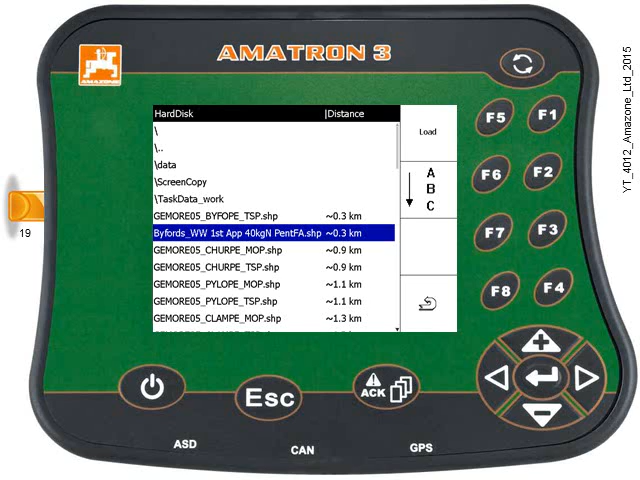 AMATRON 3
AMAZONE
HardDisk |Distance
\
\..
\data
\ScreenCopy
\TaskData_work
GEMORE05_BYFOPE_TSP.shp ~0.3 km
Byfords_WW 1st App 40kgN PentFA.shp ~0.3 km
GEMORE05_CHURPE_MOP.shp ~0.9 km
GEMORE05_CHURPE_TSP.shp ~0.9 km
GEMORE05_PYLOPE_MOP.shp ~1.1 km
GEMORE05_PYLOPE_TSP.shp ~1.1 km
GEMORE05_CLAMPE_MOP.shp ~1.3 km
Load
A
B
C
F5 F1
F6 F2
F7 F3
F8 F4
19
Esc
ACK
ASD
CAN
GPS
YT_4012_Amazone_Ltd_2015